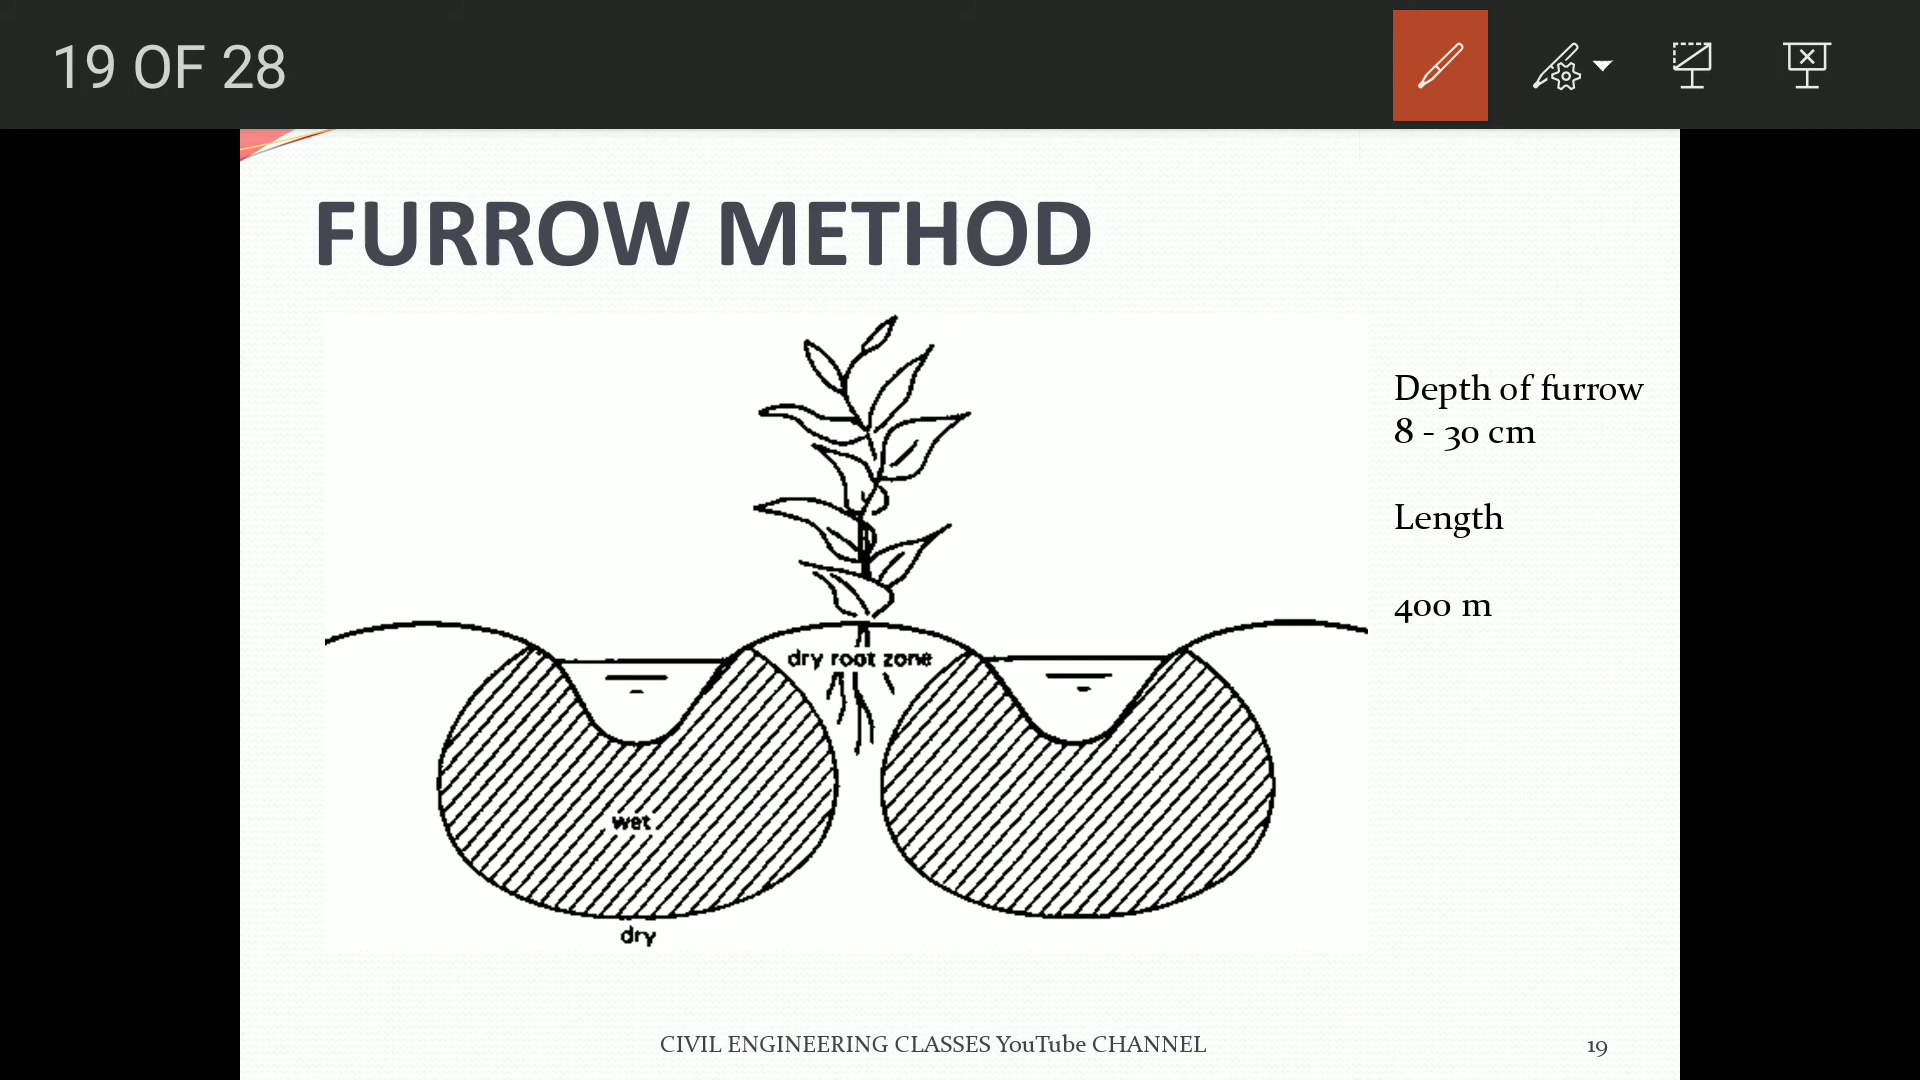 19 OF 28
FURROW METHOD
Depth of furrow
8 - 30 cm
Length
400 m
dry root zone
wet
dry
CIVIL ENGINEERING CLASSES YouTube CHANNEL
19